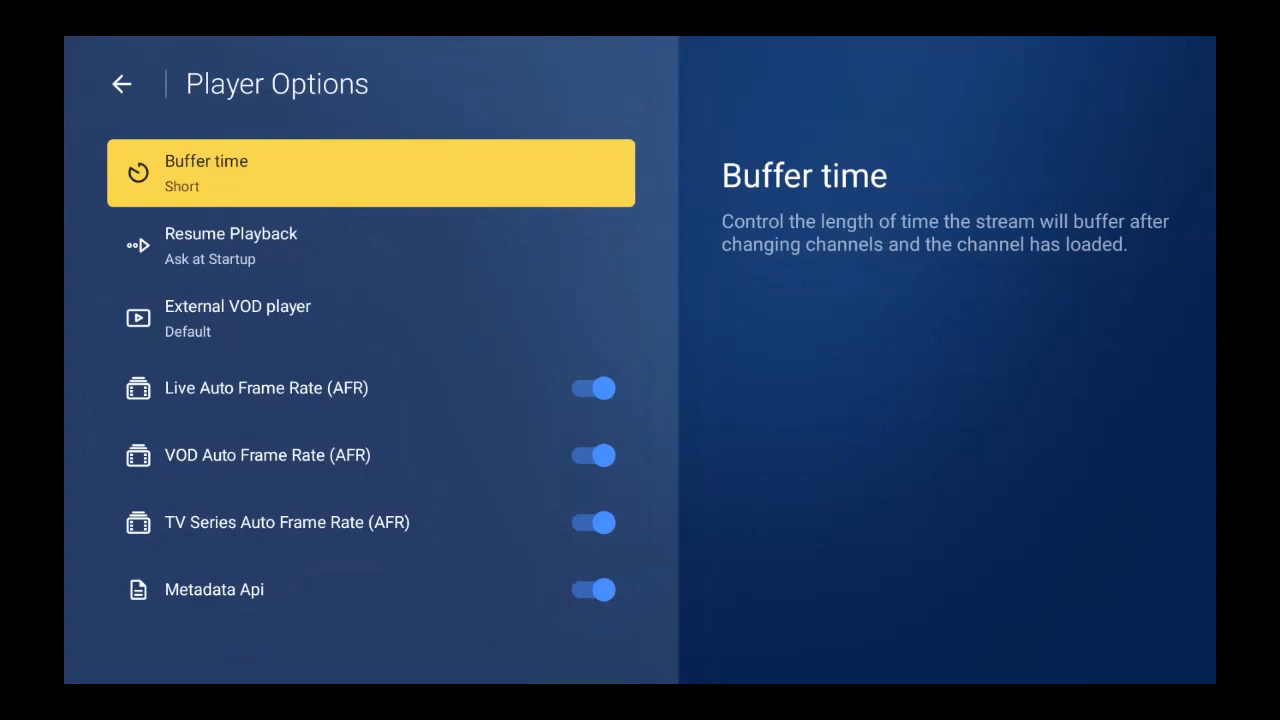 Player Options
Buffer time
Short
Resume Playback
Ask at Startup
External VOD player
Default
Live Auto Frame Rate (AFR)
VOD Auto Frame Rate (AFR)
TV Series Auto Frame Rate (AFR)
Metadata Api
Buffer time
Control the length of time the stream will buffer after
changing channels and the channel has loaded.